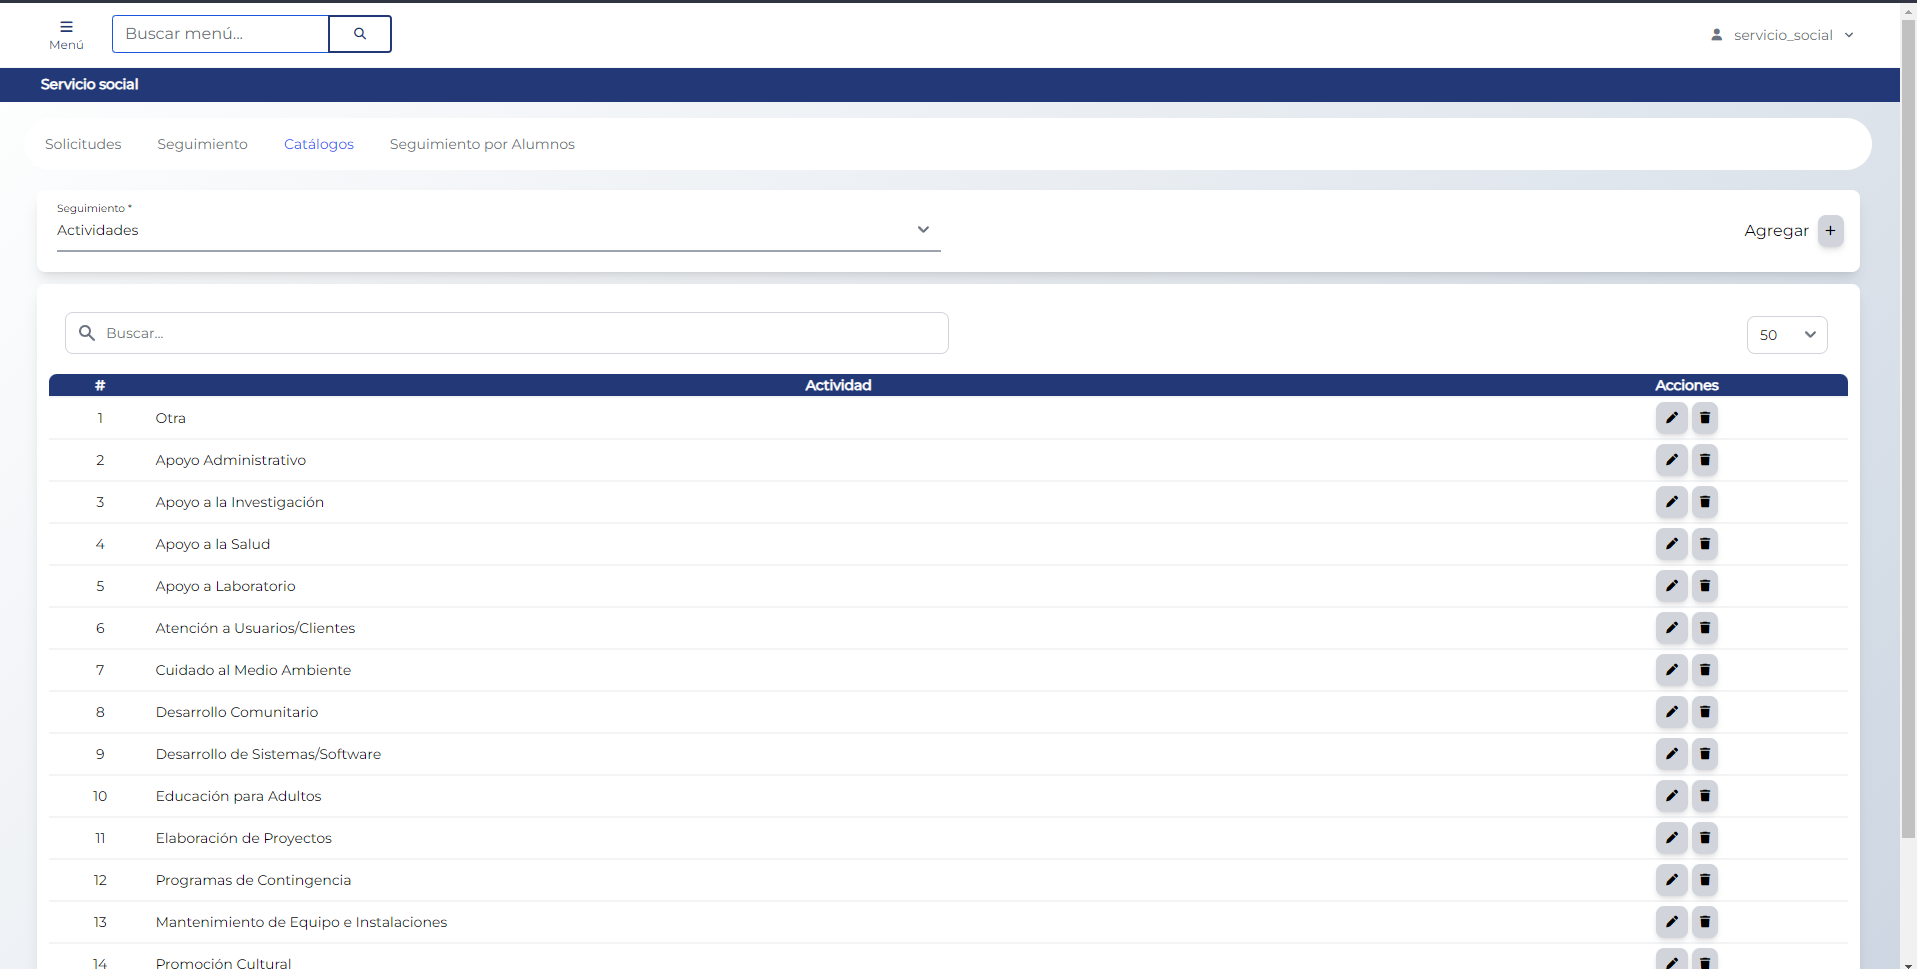 Menú
Buscar menú...
servicio_social
Servicio social
Solicitudes Seguimiento Catálogos Seguimiento por Alumnos
Seguimiento *
Actividades
Agregar +
Buscar...
50
# Actividad Acciones
1 Otra
2 Apoyo Administrativo
3 Apoyo a la Investigación
4 Apoyo a la Salud
5 Apoyo a Laboratorio
6 Atención a Usuarios/Clientes
7 Cuidado al Medio Ambiente
8 Desarrollo Comunitario
9 Desarrollo de Sistemas/Software
10 Educación para Adultos
11 Elaboración de Proyectos
12 Programas de Contingencia
13 Mantenimiento de Equipo e Instalaciones
14 Promoción Cultural